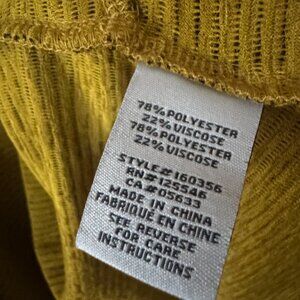 78% POLYESTER
22% VISCOSE
78% POLYESTER
22% VISCOSE
STYLE# 160356
RN# 125546
CA# 05633
MADE IN CHINA
FABRIQUÉ EN CHINE
SEE REVERSE
FOR CARE
INSTRUCTIONS